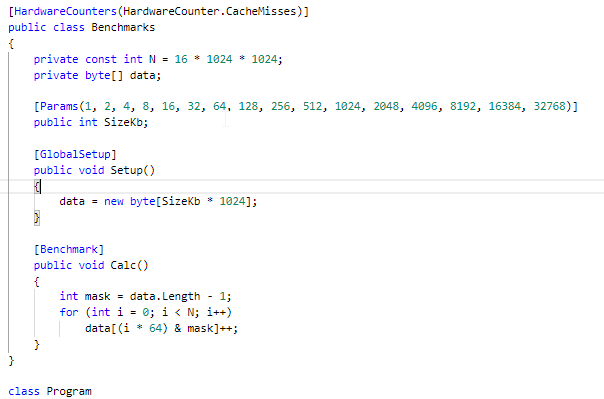 [HardwareCounters(HardwareCounter.CacheMisses)]
public class Benchmarks
{
    private const int N = 16 * 1024 * 1024;
    private byte[] data;

    [Params(1, 2, 4, 8, 16, 32, 64, 128, 256, 512, 1024, 2048, 4096, 8192, 16384, 32768)]
    public int SizeKb;

    [GlobalSetup]
    public void Setup()
    {
        data = new byte[SizeKb * 1024];
    }

    [Benchmark]
    public void Calc()
    {
        int mask = data.Length - 1;
        for (int i = 0; i < N; i++)
            data[(i * 64) & mask]++;
    }
}

class Program